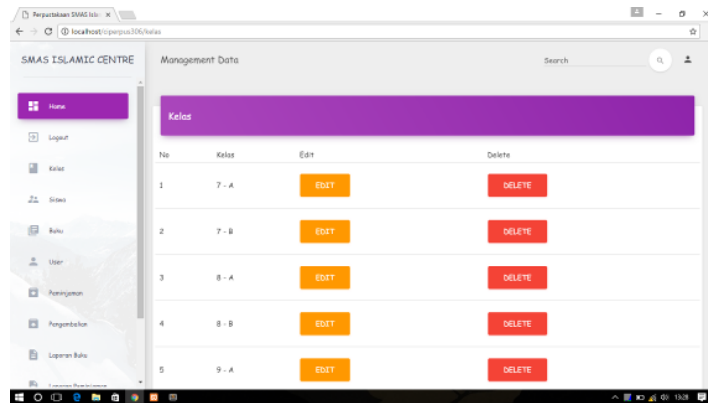 Perpustakaan SMAS Isla
localhost/ciperpus306/kelas
SMAS ISLAMIC CENTRE
Management Data
Search
Home
Kelas
Logout
No Kelas Edit Delete
Kelas
1 7 - A EDIT DELETE
Siswa
Buku
2 7 - B EDIT DELETE
User
3 8 - A EDIT DELETE
Peminjaman
Pengembalian
4 8 - B EDIT DELETE
Laporan Buku
5 9 - A EDIT DELETE
Laporan Peminjaman
13.28